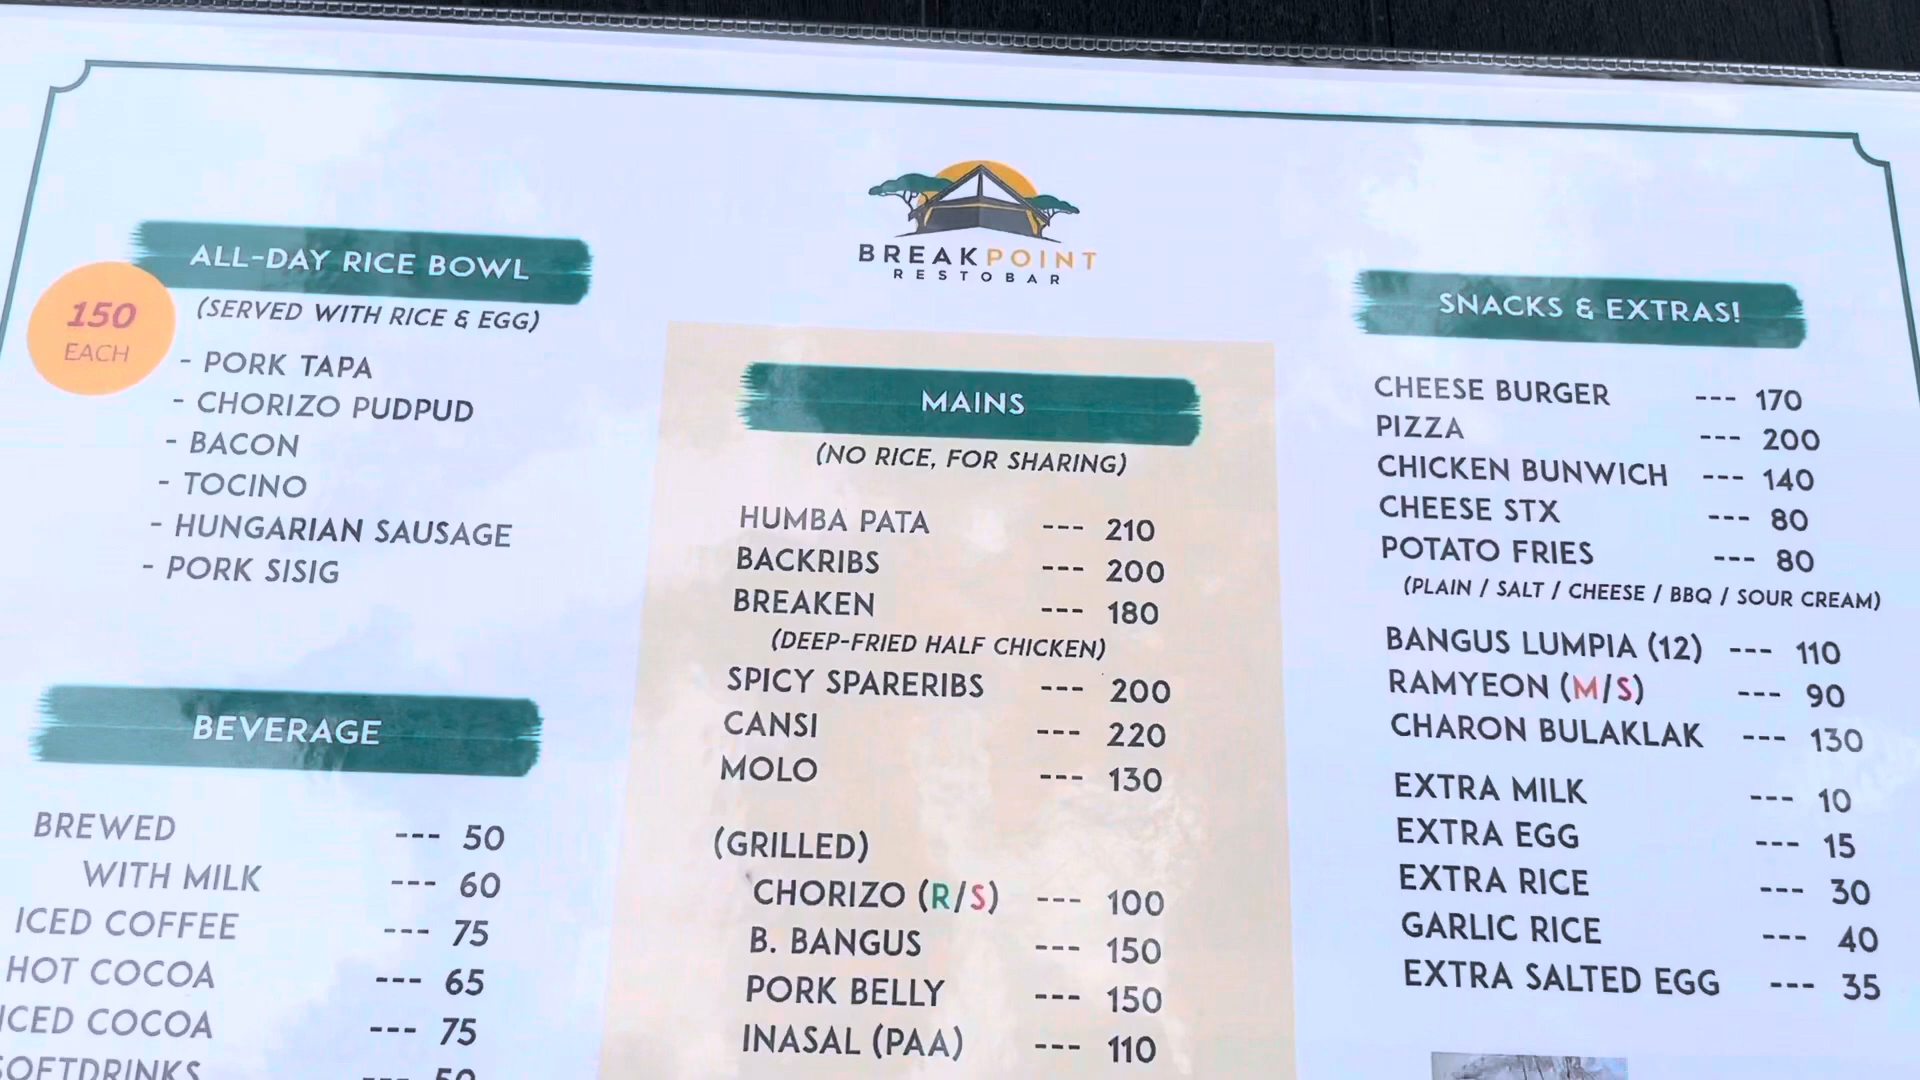 BREAKPOINT
RESTOBAR
ALL-DAY RICE BOWL
150
EACH
(SERVED WITH RICE & EGG)
- PORK TAPA
- CHORIZO PUDPUD
- BACON
- TOCINO
- HUNGARIAN SAUSAGE
- PORK SISIG
BEVERAGE
BREWED --- 50
WITH MILK --- 60
ICED COFFEE --- 75
HOT COCOA --- 65
ICED COCOA --- 75
SOFTDRINKS --- 50
MAINS
(NO RICE, FOR SHARING)
HUMBA PATA --- 210
BACKRIBS --- 200
BREAKEN --- 180
(DEEP-FRIED HALF CHICKEN)
SPICY SPARERIBS --- 200
CANSI --- 220
MOLO --- 130
(GRILLED)
CHORIZO (R/S) --- 100
B. BANGUS --- 150
PORK BELLY --- 150
INASAL (PAA) --- 110
SNACKS & EXTRAS!
CHEESE BURGER --- 170
PIZZA --- 200
CHICKEN BUNWICH --- 140
CHEESE STX --- 80
POTATO FRIES --- 80
(PLAIN / SALT / CHEESE / BBQ / SOUR CREAM)
BANGUS LUMPIA (12) --- 110
RAMYEON (M/S) --- 90
CHARON BULAKLAK --- 130
EXTRA MILK --- 10
EXTRA EGG --- 15
EXTRA RICE --- 30
GARLIC RICE --- 40
EXTRA SALTED EGG --- 35